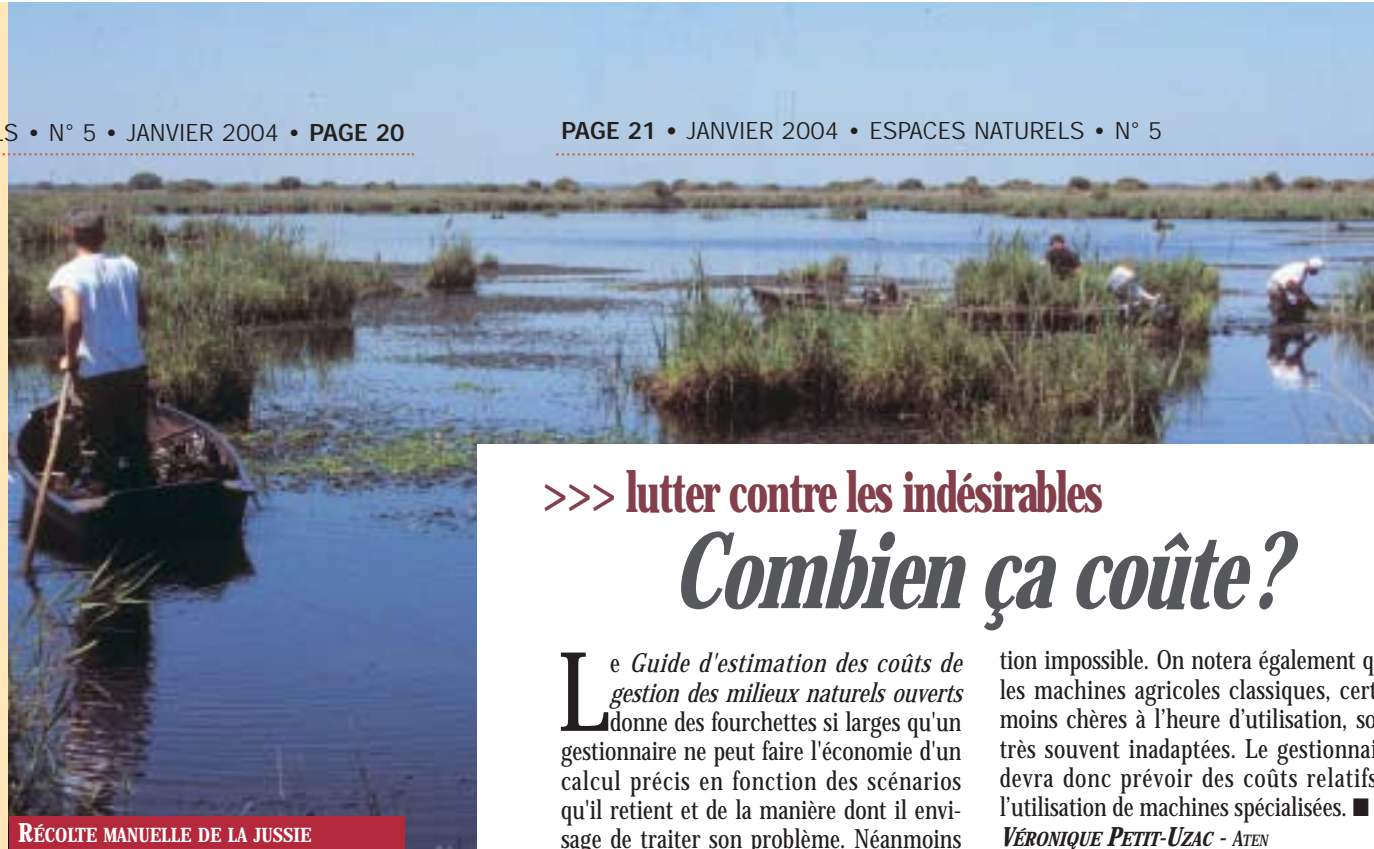 S • N° 5 • JANVIER 2004 • PAGE 20
PAGE 21 • JANVIER 2004 • ESPACES NATURELS • N° 5
>>> lutter contre les indésirables
Combien ça coûte?
Le Guide d'estimation des coûts de
gestion des milieux naturels ouverts
donne des fourchettes si larges qu'un
gestionnaire ne peut faire l'économie d'un
calcul précis en fonction des scénarios
qu'il retient et de la manière dont il envi-
sage de traiter son problème. Néanmoins
tion impossible. On notera également q
les machines agricoles classiques, cert
moins chères à l'heure d'utilisation, so
très souvent inadaptées. Le gestionnai
devra donc prévoir des coûts relatifs
l'utilisation de machines spécialisées. ■
VÉRONIQUE PETIT-UZAC - ATEN
RÉCOLTE MANUELLE DE LA JUSSIE